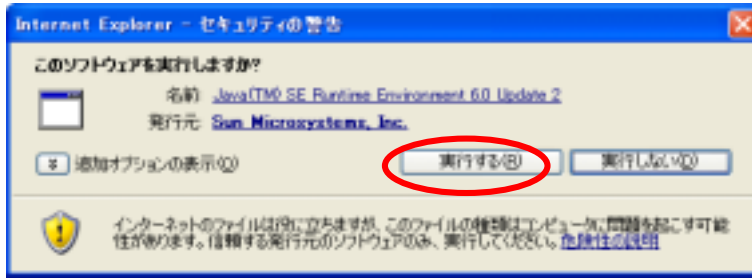 Internet Explorer - セキュリティの警告
このソフトウェアを実行しますか?
名前: Java(TM) SE Runtime Environment 6.0 Update 2
発行元: Sun Microsystems, Inc.
追加オプションの表示(O)
実行する(R)
実行しない(D)
インターネットのファイルは役に立ちますが、このファイルの種類はコンピュータに問題を起こす可能
性があります。信頼する発行元のソフトウェアのみ、実行してください。危険性の説明